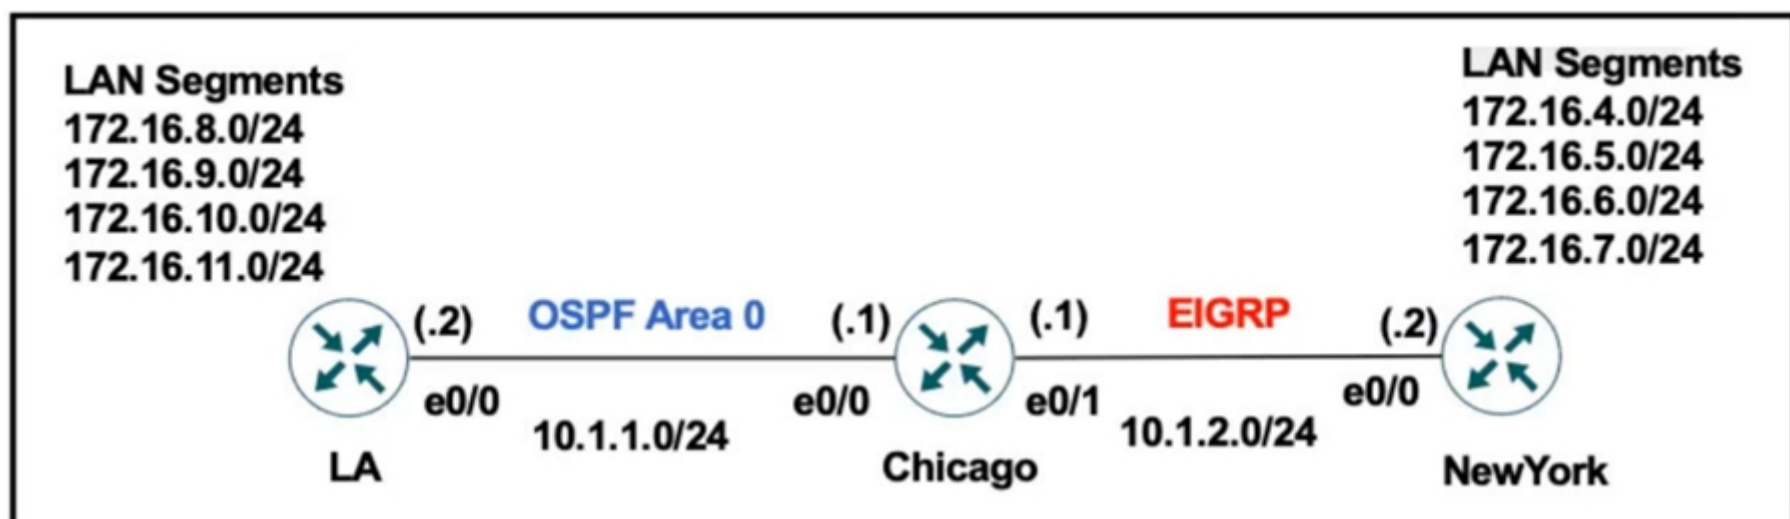 LAN Segments
172.16.8.0/24
172.16.9.0/24
172.16.10.0/24
172.16.11.0/24
LAN Segments
172.16.4.0/24
172.16.5.0/24
172.16.6.0/24
172.16.7.0/24
(.2)
OSPF Area 0
(.1)
(.1)
EIGRP
(.2)
e0/0
10.1.1.0/24
e0/0
e0/1
10.1.2.0/24
e0/0
LA
Chicago
NewYork